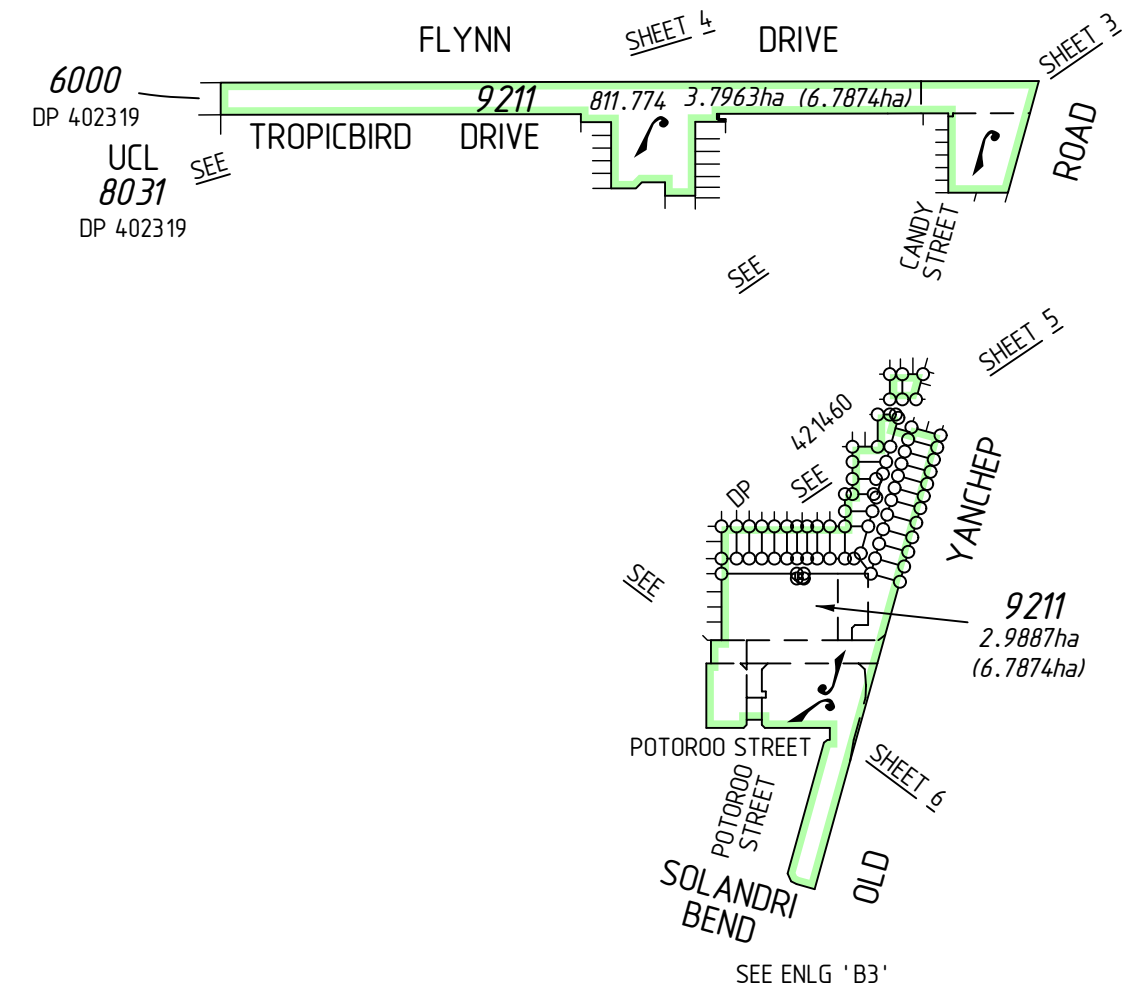 FLYNN DRIVE
SHEET 4
SHEET 3
6000
DP 402319
9211 811.774 3.7963ha (6.7874ha)
TROPICBIRD DRIVE
ROAD
UCL
8031
DP 402319
SEE
CANDY
STREET
SEE
SHEET 5
DP 421460
SEE
YANCHEP
SEE
9211
2.9887ha
(6.7874ha)
POTOROO STREET
POTOROO
STREET
SHEET 6
OLD
SOLANDRI
BEND
SEE ENLG 'B3'